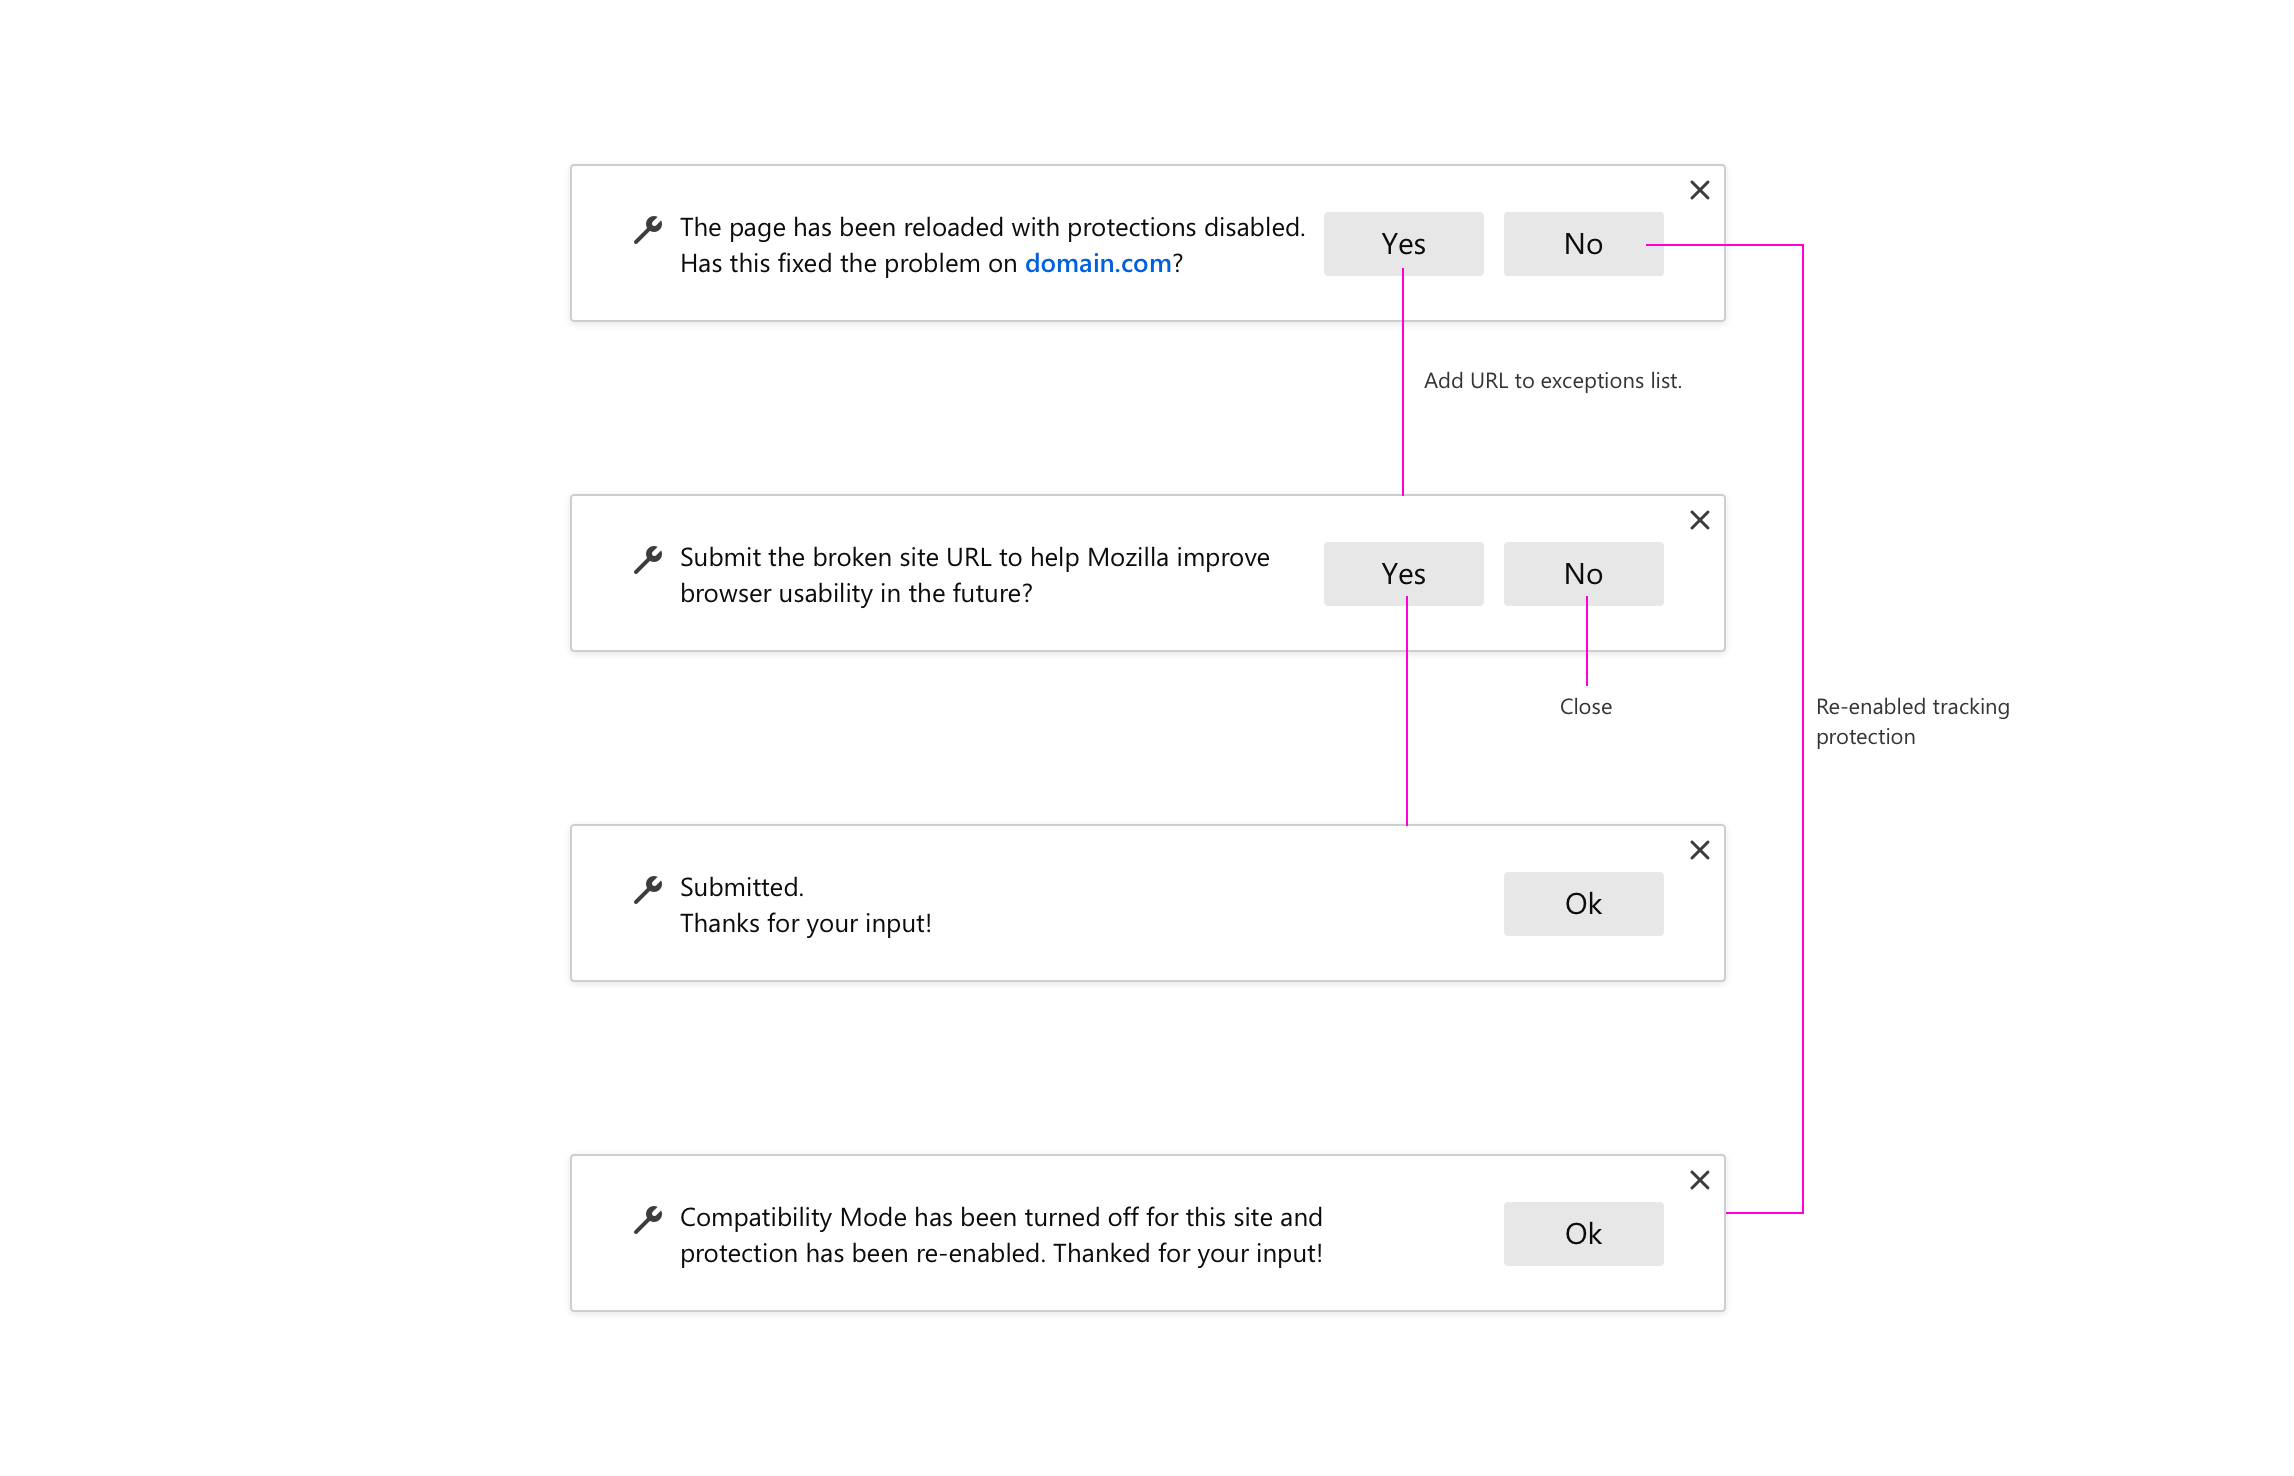 The page has been reloaded with protections disabled.
Has this fixed the problem on domain.com?
Yes
No
Add URL to exceptions list.
Submit the broken site URL to help Mozilla improve
browser usability in the future?
Yes
No
Close
Re-enabled tracking
protection
Submitted.
Thanks for your input!
Ok
Compatibility Mode has been turned off for this site and
protection has been re-enabled. Thanked for your input!
Ok